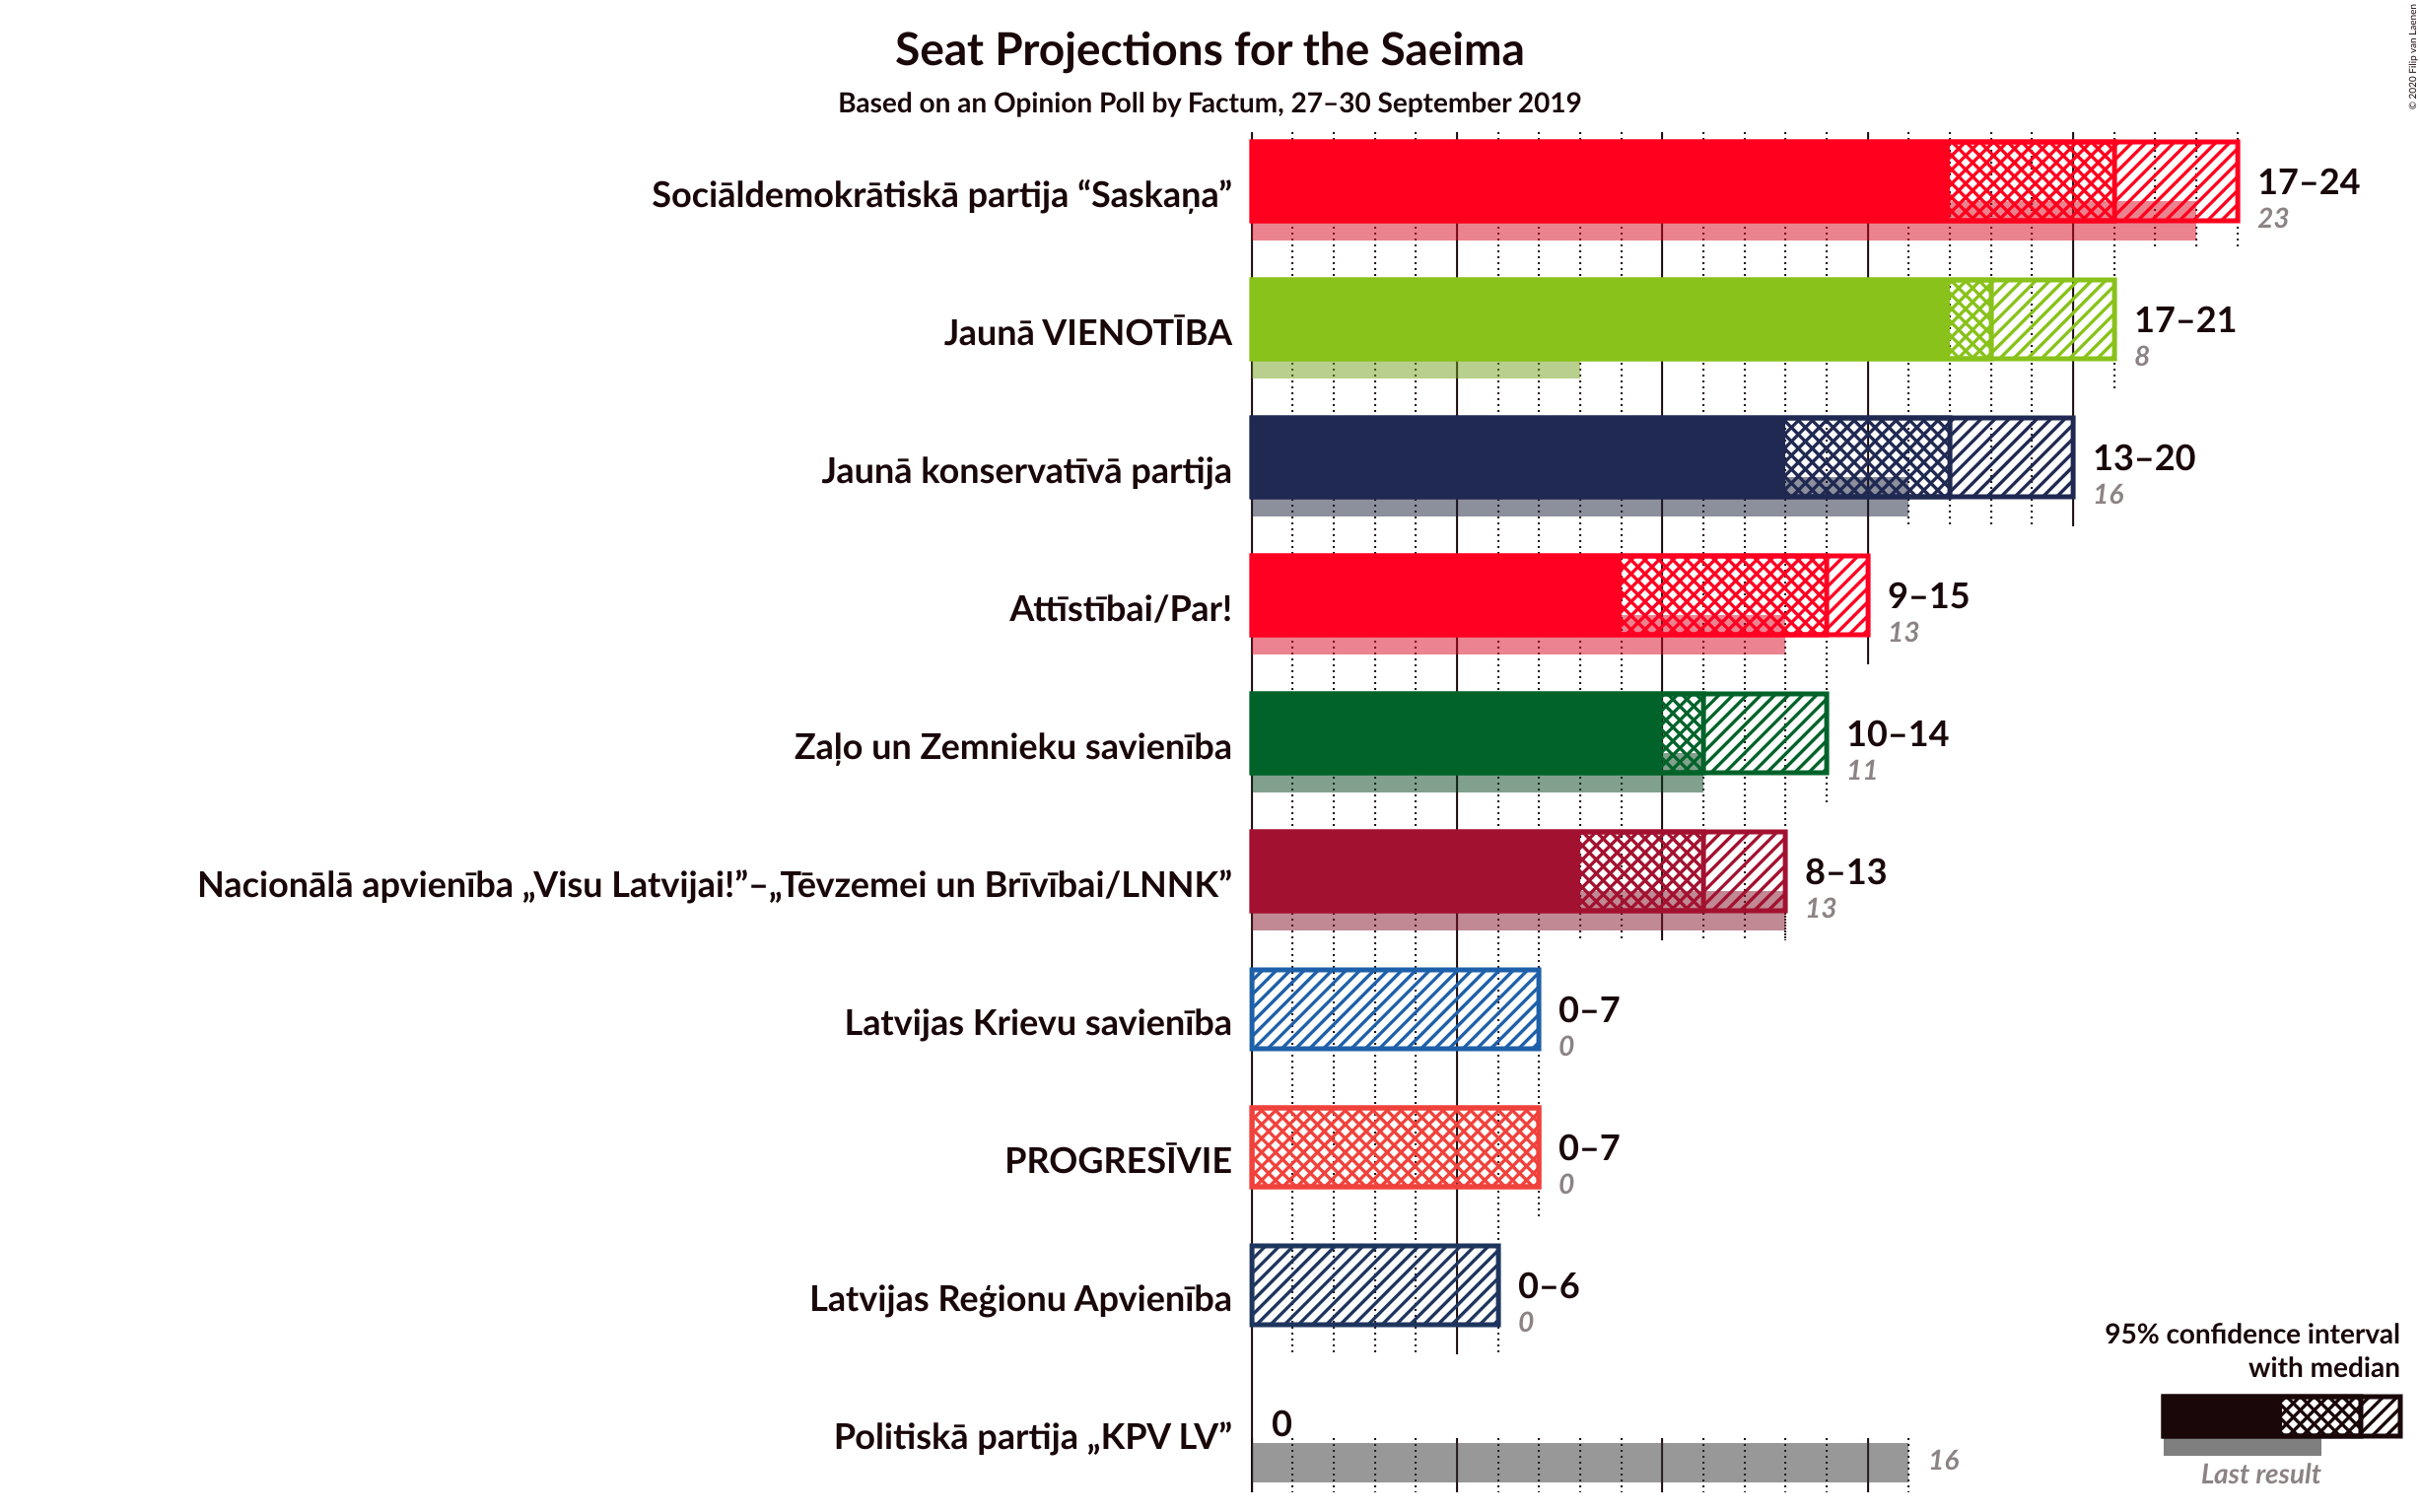 Seat Projections for the Saeima
Based on an Opinion Poll by Factum, 27–30 September 2019
© 2020 Filip van Laenen
Sociāldemokrātiskā partija “Saskaņa”
17–24
23
Jaunā VIENOTĪBA
17–21
8
Jaunā konservatīvā partija
13–20
16
Attīstībai/Par!
9–15
13
Zaļo un Zemnieku savienība
10–14
11
Nacionālā apvienība „Visu Latvijai!”–„Tēvzemei un Brīvībai/LNNK”
8–13
13
Latvijas Krievu savienība
0–7
0
PROGRESĪVIE
0–7
0
Latvijas Reģionu Apvienība
0–6
0
Politiskā partija „KPV LV”
0
16
95% confidence interval
with median
Last result